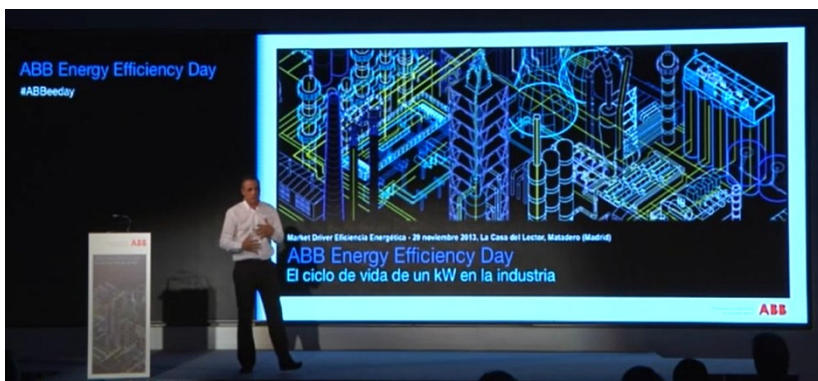 ABB Energy Efficiency Day
#ABBeeday
ABB
Market Driver Eficiencia Energética - 29 noviembre 2013, La Casa del Lector, Matadero (Madrid)
ABB Energy Efficiency Day
El ciclo de vida de un kW en la industria
ABB